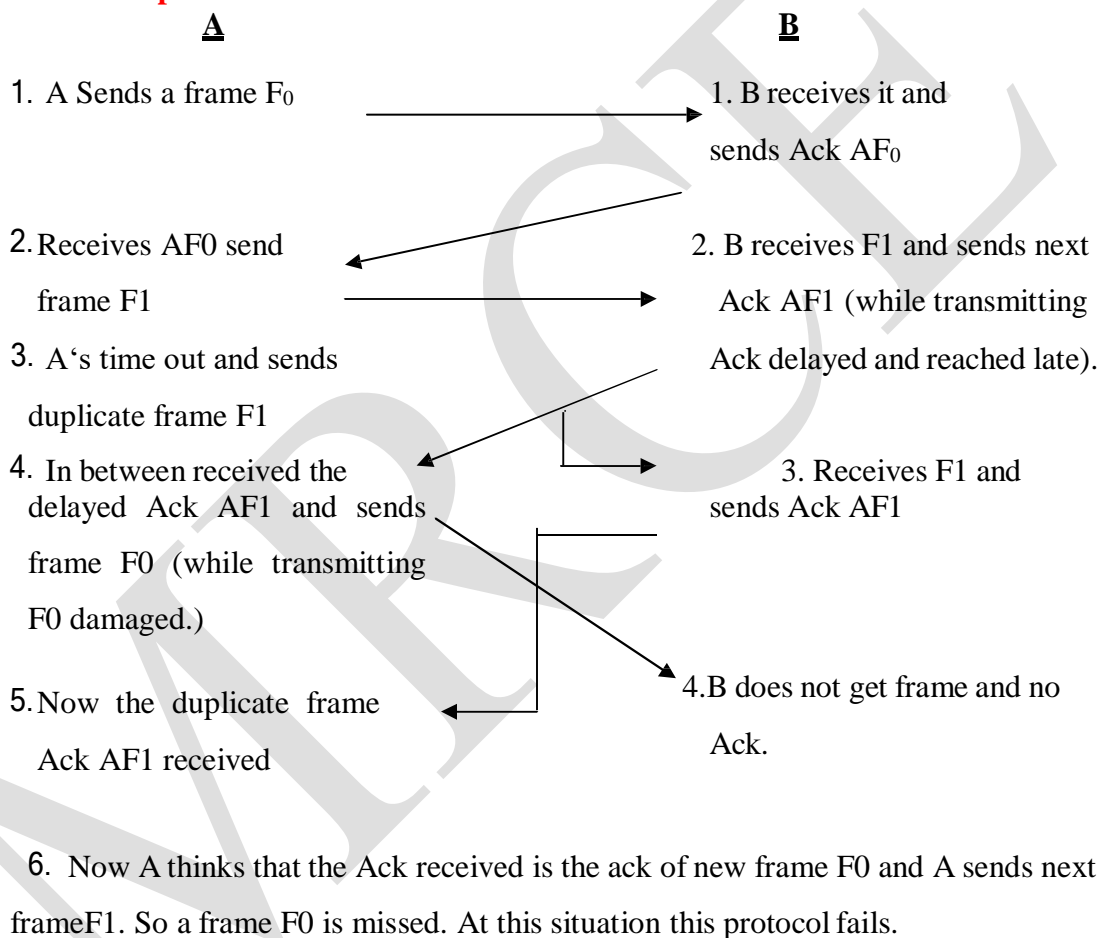 A
B
1. A Sends a frame F0
1. B receives it and
sends Ack AF0
2. Receives AF0 send
frame F1
2. B receives F1 and sends next
Ack AF1 (while transmitting
Ack delayed and reached late).
3. A‘s time out and sends
duplicate frame F1
4. In between received the
delayed Ack AF1 and sends
frame F0 (while transmitting
F0 damaged.)
3. Receives F1 and
sends Ack AF1
5. Now the duplicate frame
Ack AF1 received
4.B does not get frame and no
Ack.
6. Now A thinks that the Ack received is the ack of new frame F0 and A sends next
frameF1. So a frame F0 is missed. At this situation this protocol fails.
MRCE